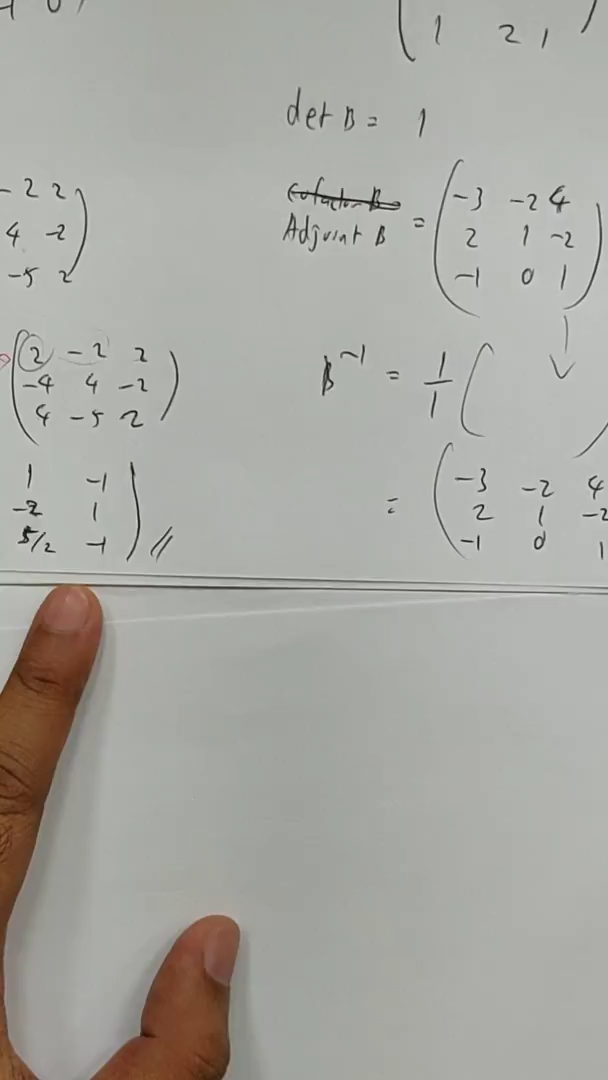 -2 2
4 -2
-5 2
2 -2 2
-4 4 -2
4 -5 2
1 -1
-2 1
5/2 -1 //
1 2 1
det B = 1
Cofactor B
Adjoint B = ( -3 -2 4
2 1 -2
-1 0 1 )
B⁻¹ = 1/1 ( )
= ( -3 -2 4
2 1 -2
-1 0 1